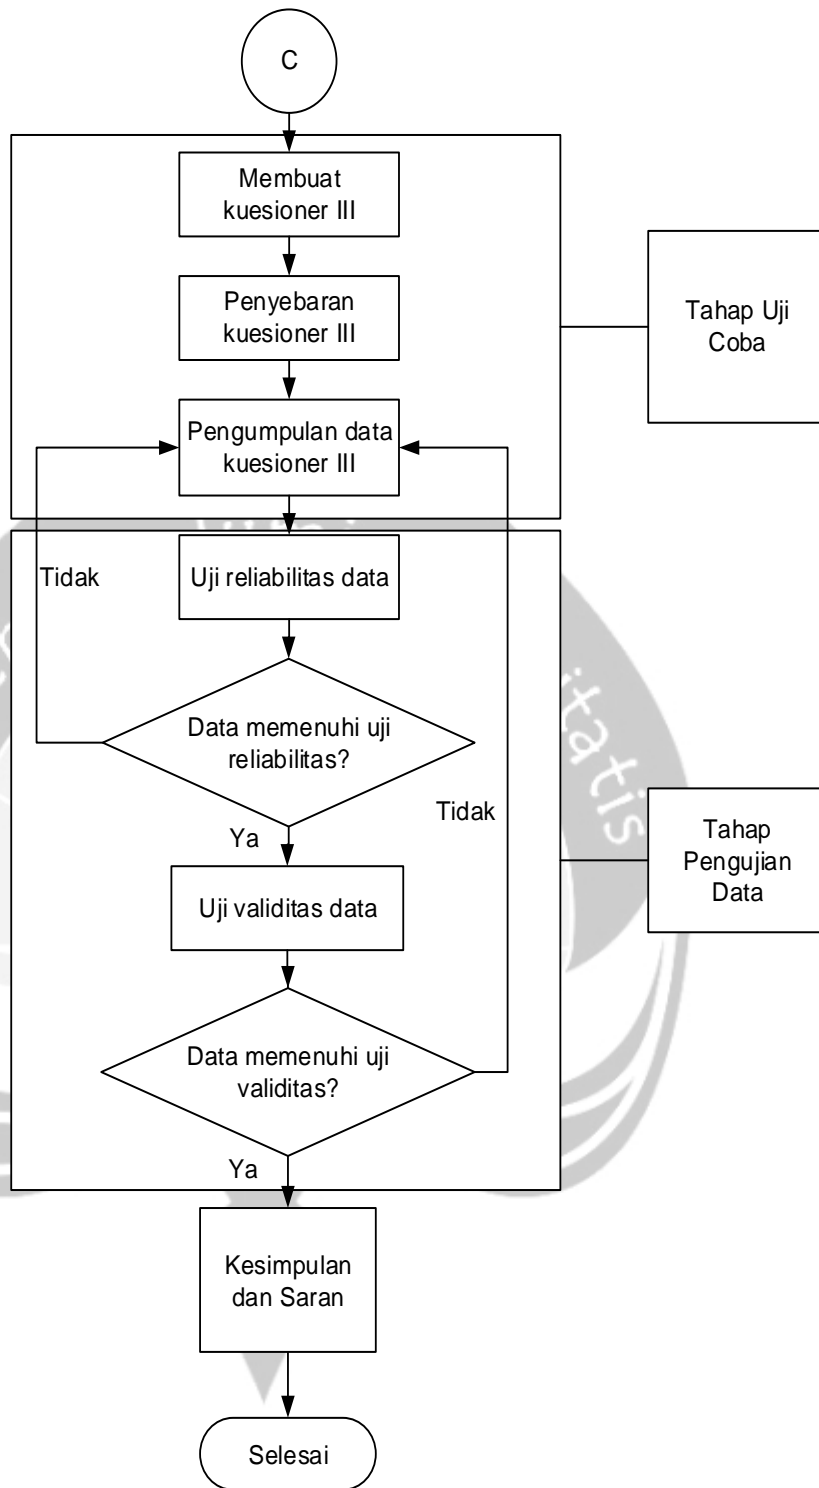 C
Membuat
kuesioner III
Penyebaran
kuesioner III
Tahap Uji
Coba
Pengumpulan data
kuesioner III
Tidak
Uji reliabilitas data
Data memenuhi uji
reliabilitas?
Tidak
Ya
Tahap
Pengujian
Data
Uji validitas data
Data memenuhi uji
validitas?
Ya
Kesimpulan
dan Saran
Selesai